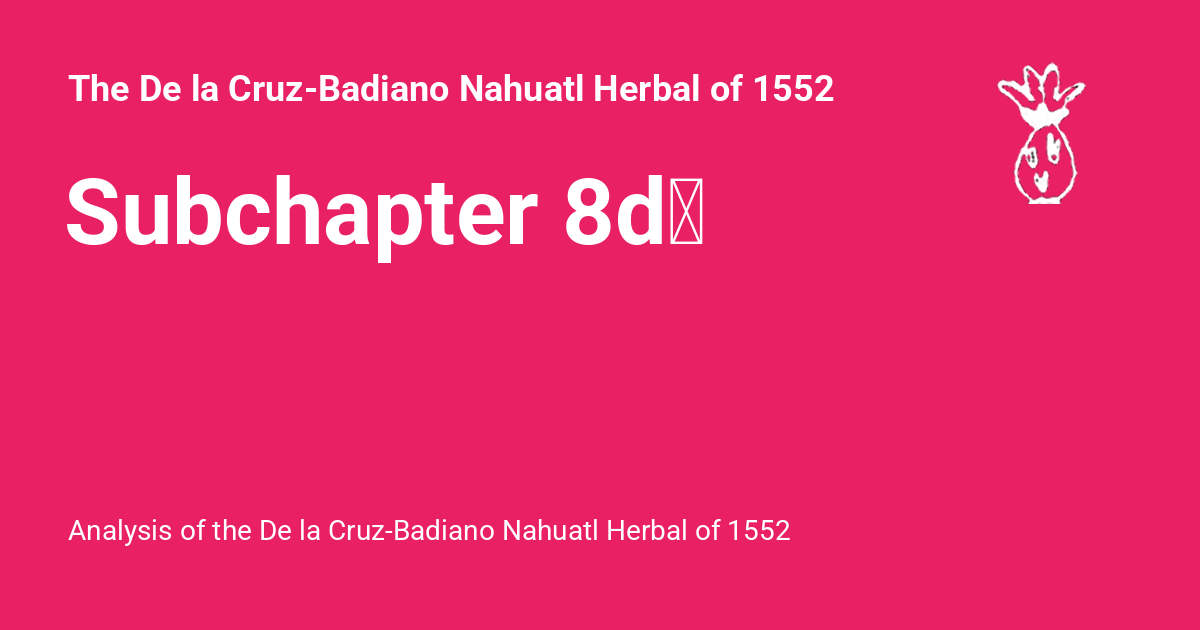 The De la Cruz-Badiano Nahuatl Herbal of 1552
Subchapter 8d
Analysis of the De la Cruz-Badiano Nahuatl Herbal of 1552